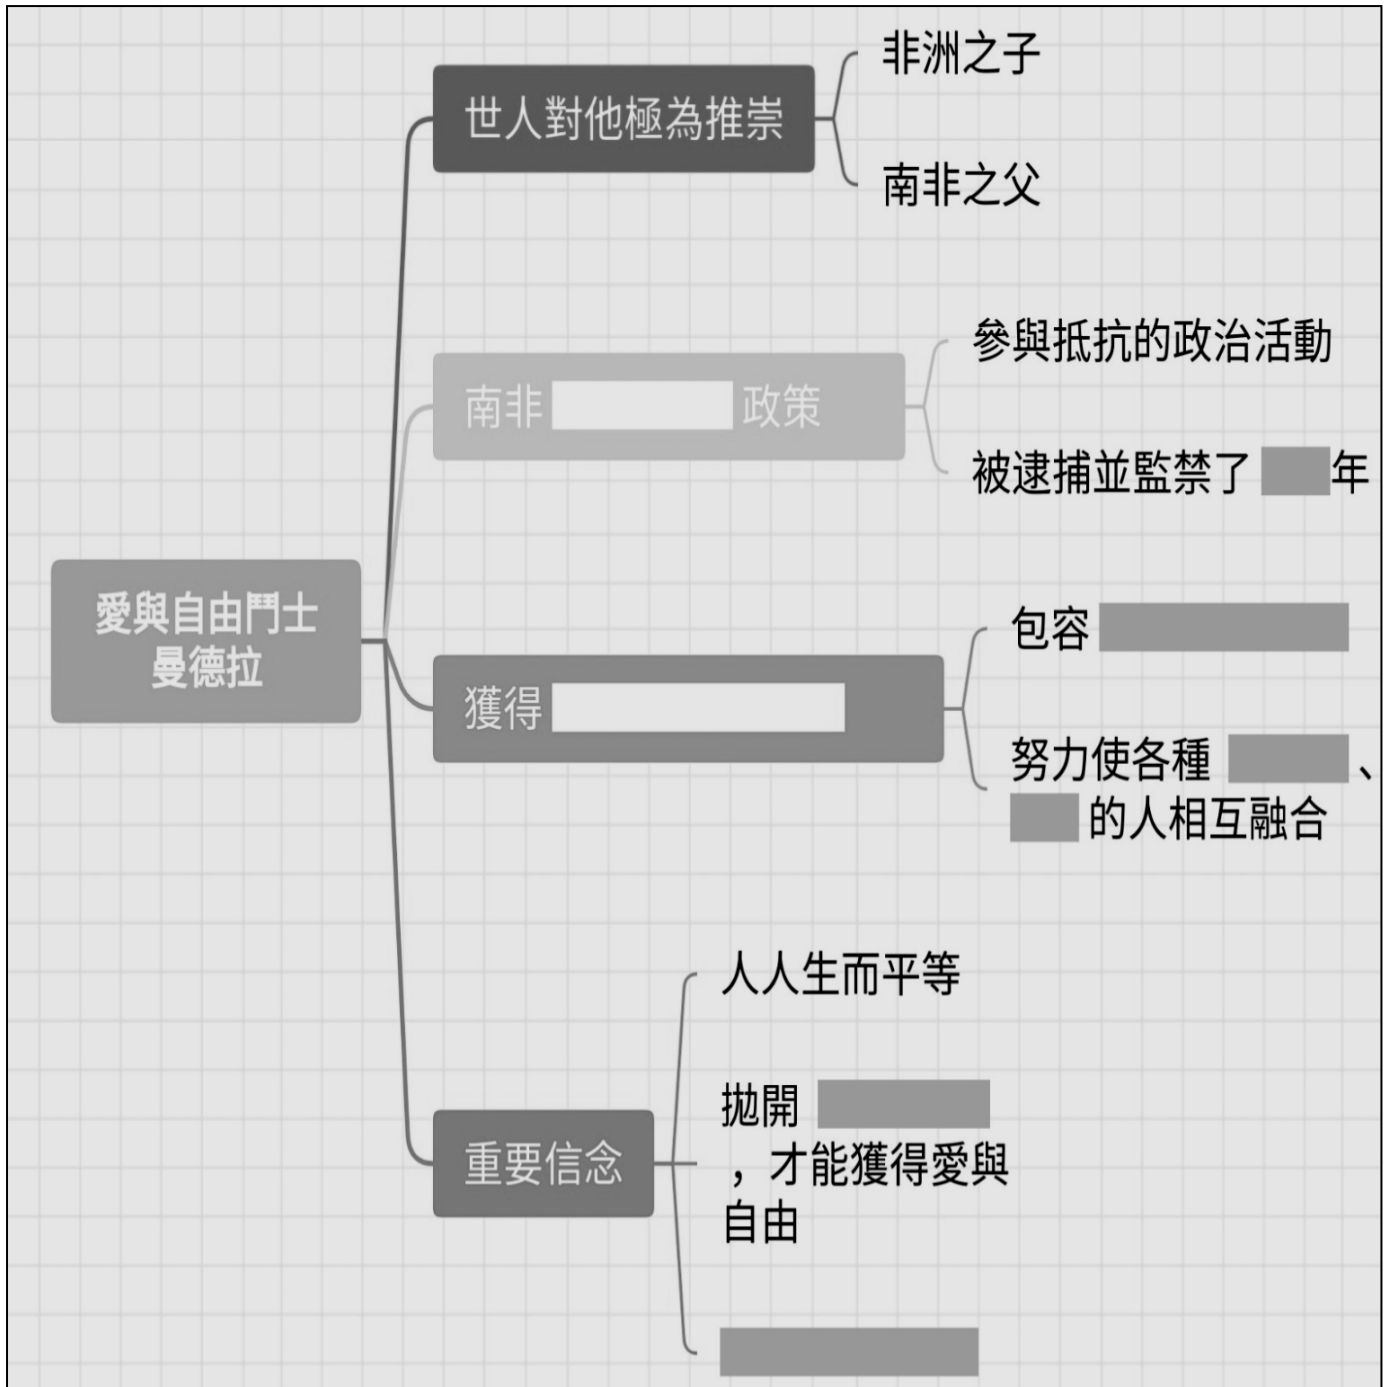 非洲之子
世人對他極為推崇
南非之父
參與抵抗的政治活動
南非 政策
被逮捕並監禁了 年
愛與自由鬥士
曼德拉
包容
獲得
努力使各種 、
的人相互融合
人人生而平等
拋開
，才能獲得愛與
自由
重要信念